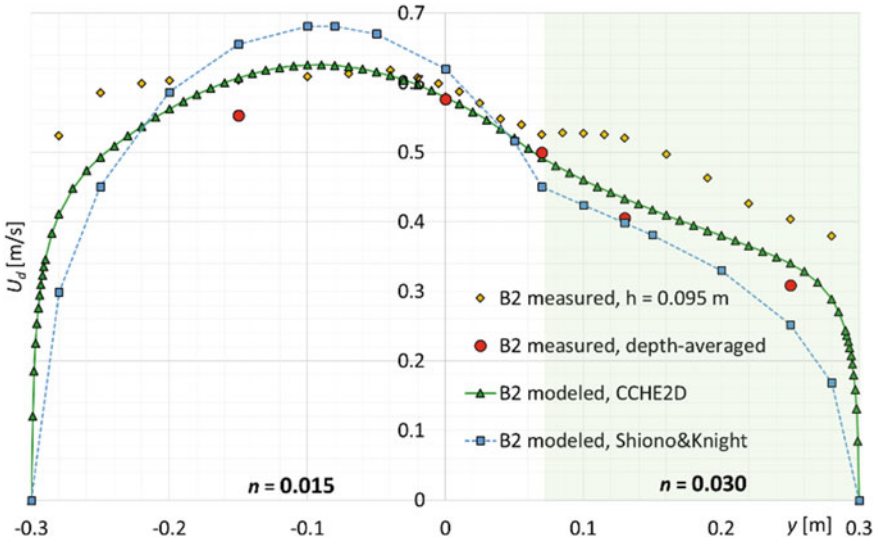 0.7
0.6
0.5
0.4
0.3
0.2
0.1
0
U_d [m/s]
B2 measured, h = 0.095 m
B2 measured, depth-averaged
B2 modeled, CCHE2D
B2 modeled, Shiono&Knight
n = 0.015
n = 0.030
-0.3 -0.2 -0.1 0 0.1 0.2 y [m] 0.3